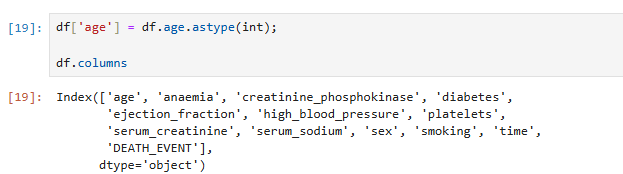 [19]: df['age'] = df.age.astype(int);
df.columns
[19]: Index(['age', 'anaemia', 'creatinine_phosphokinase', 'diabetes',
'ejection_fraction', 'high_blood_pressure', 'platelets',
'serum_creatinine', 'serum_sodium', 'sex', 'smoking', 'time',
'DEATH_EVENT'],
dtype='object')